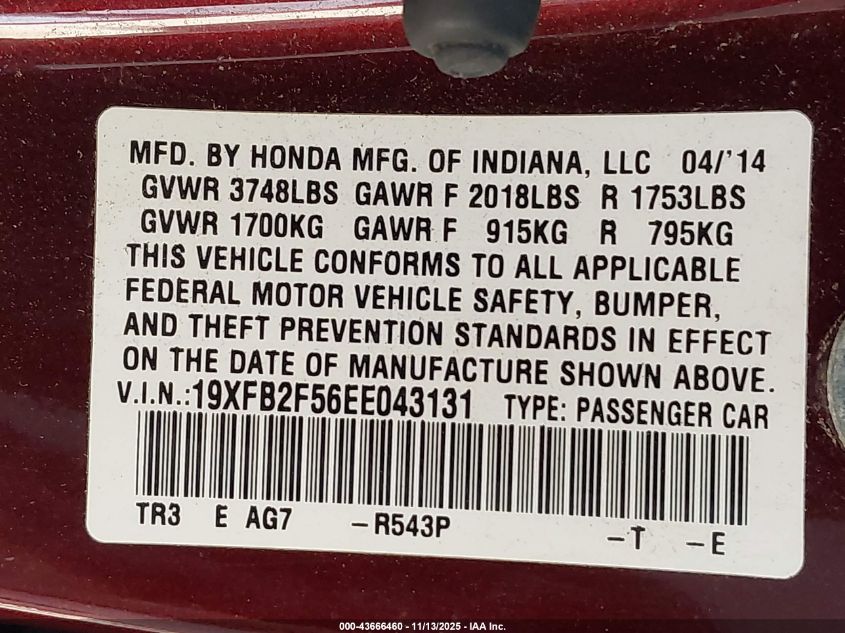 MFD. BY HONDA MFG. OF INDIANA, LLC 04/'14
GVWR 3748LBS GAWR F 2018LBS R 1753LBS
GVWR 1700KG GAWR F 915KG R 795KG
THIS VEHICLE CONFORMS TO ALL APPLICABLE
FEDERAL MOTOR VEHICLE SAFETY, BUMPER,
AND THEFT PREVENTION STANDARDS IN EFFECT
ON THE DATE OF MANUFACTURE SHOWN ABOVE.
V.I.N.:19XFB2F56EE043131 TYPE: PASSENGER CAR
TR3 E AG7 -R543P -T -E
000-43666460 - 11/13/2025 - IAA Inc.